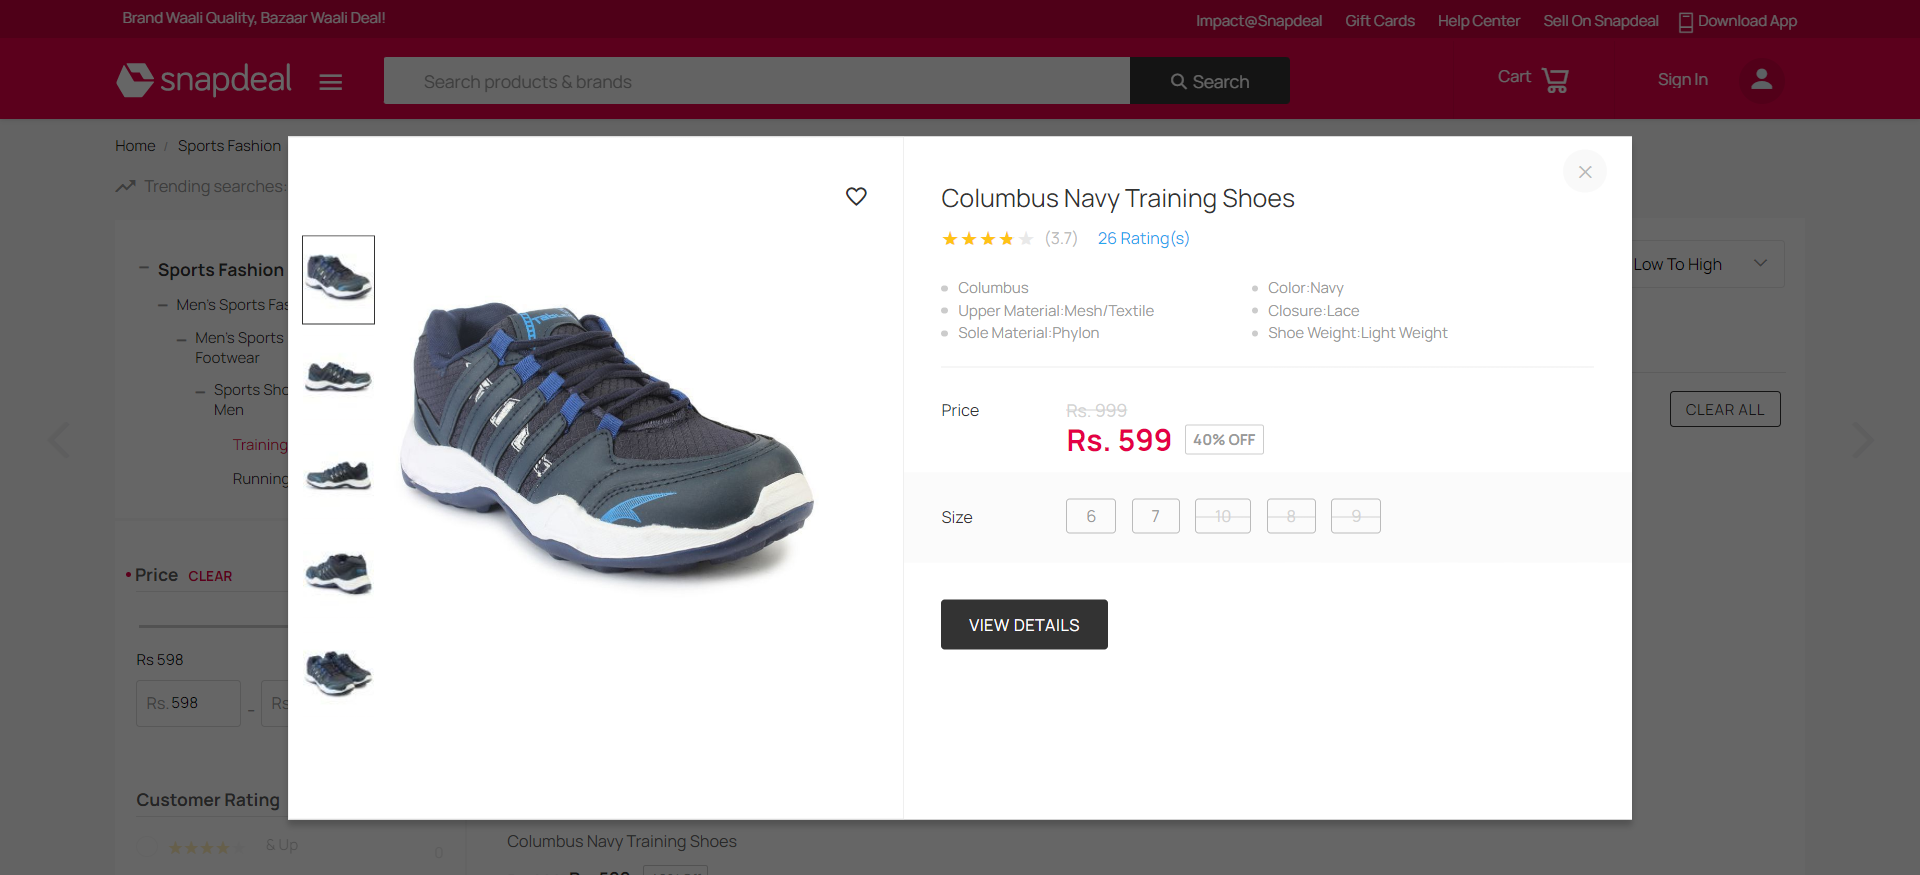 Brand Waali Quality, Bazaar Waali Deal!
Impact@Snapdeal
Gift Cards
Help Center
Sell On Snapdeal
Download App
snapdeal
Search products & brands
Search
Cart
Sign In
Home / Sports Fashion
Trending searches:
Sports Fashion
Men's Sports Fas
Men's Sports
Footwear
Sports Sho
Men
Training
Running
Price CLEAR
Rs 598
Rs. 598 - Rs
Customer Rating
& Up
0
Columbus Navy Training Shoes
(3.7) 26 Rating(s)
Columbus
Color:Navy
Upper Material:Mesh/Textile
Closure:Lace
Sole Material:Phylon
Shoe Weight:Light Weight
Price
Rs. 999
Rs. 599 40% OFF
Size
6 7 10 8 9
VIEW DETAILS
Low To High
CLEAR ALL
Columbus Navy Training Shoes